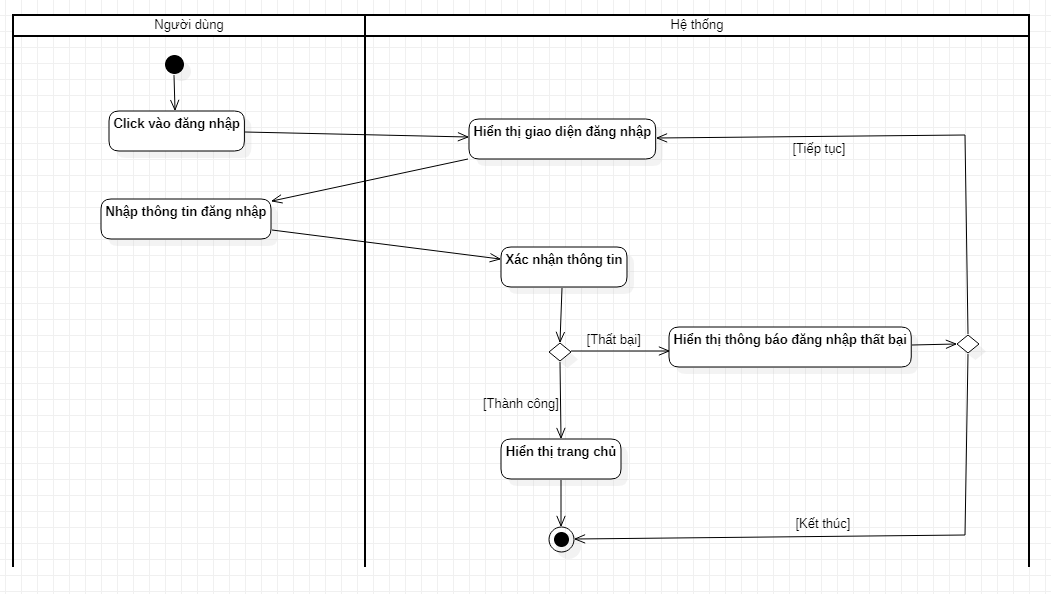 Người dùng
Hệ thống
Click vào đăng nhập
Hiển thị giao diện đăng nhập
[Tiếp tục]
Nhập thông tin đăng nhập
Xác nhận thông tin
[Thất bại]
Hiển thị thông báo đăng nhập thất bại
[Thành công]
Hiển thị trang chủ
[Kết thúc]